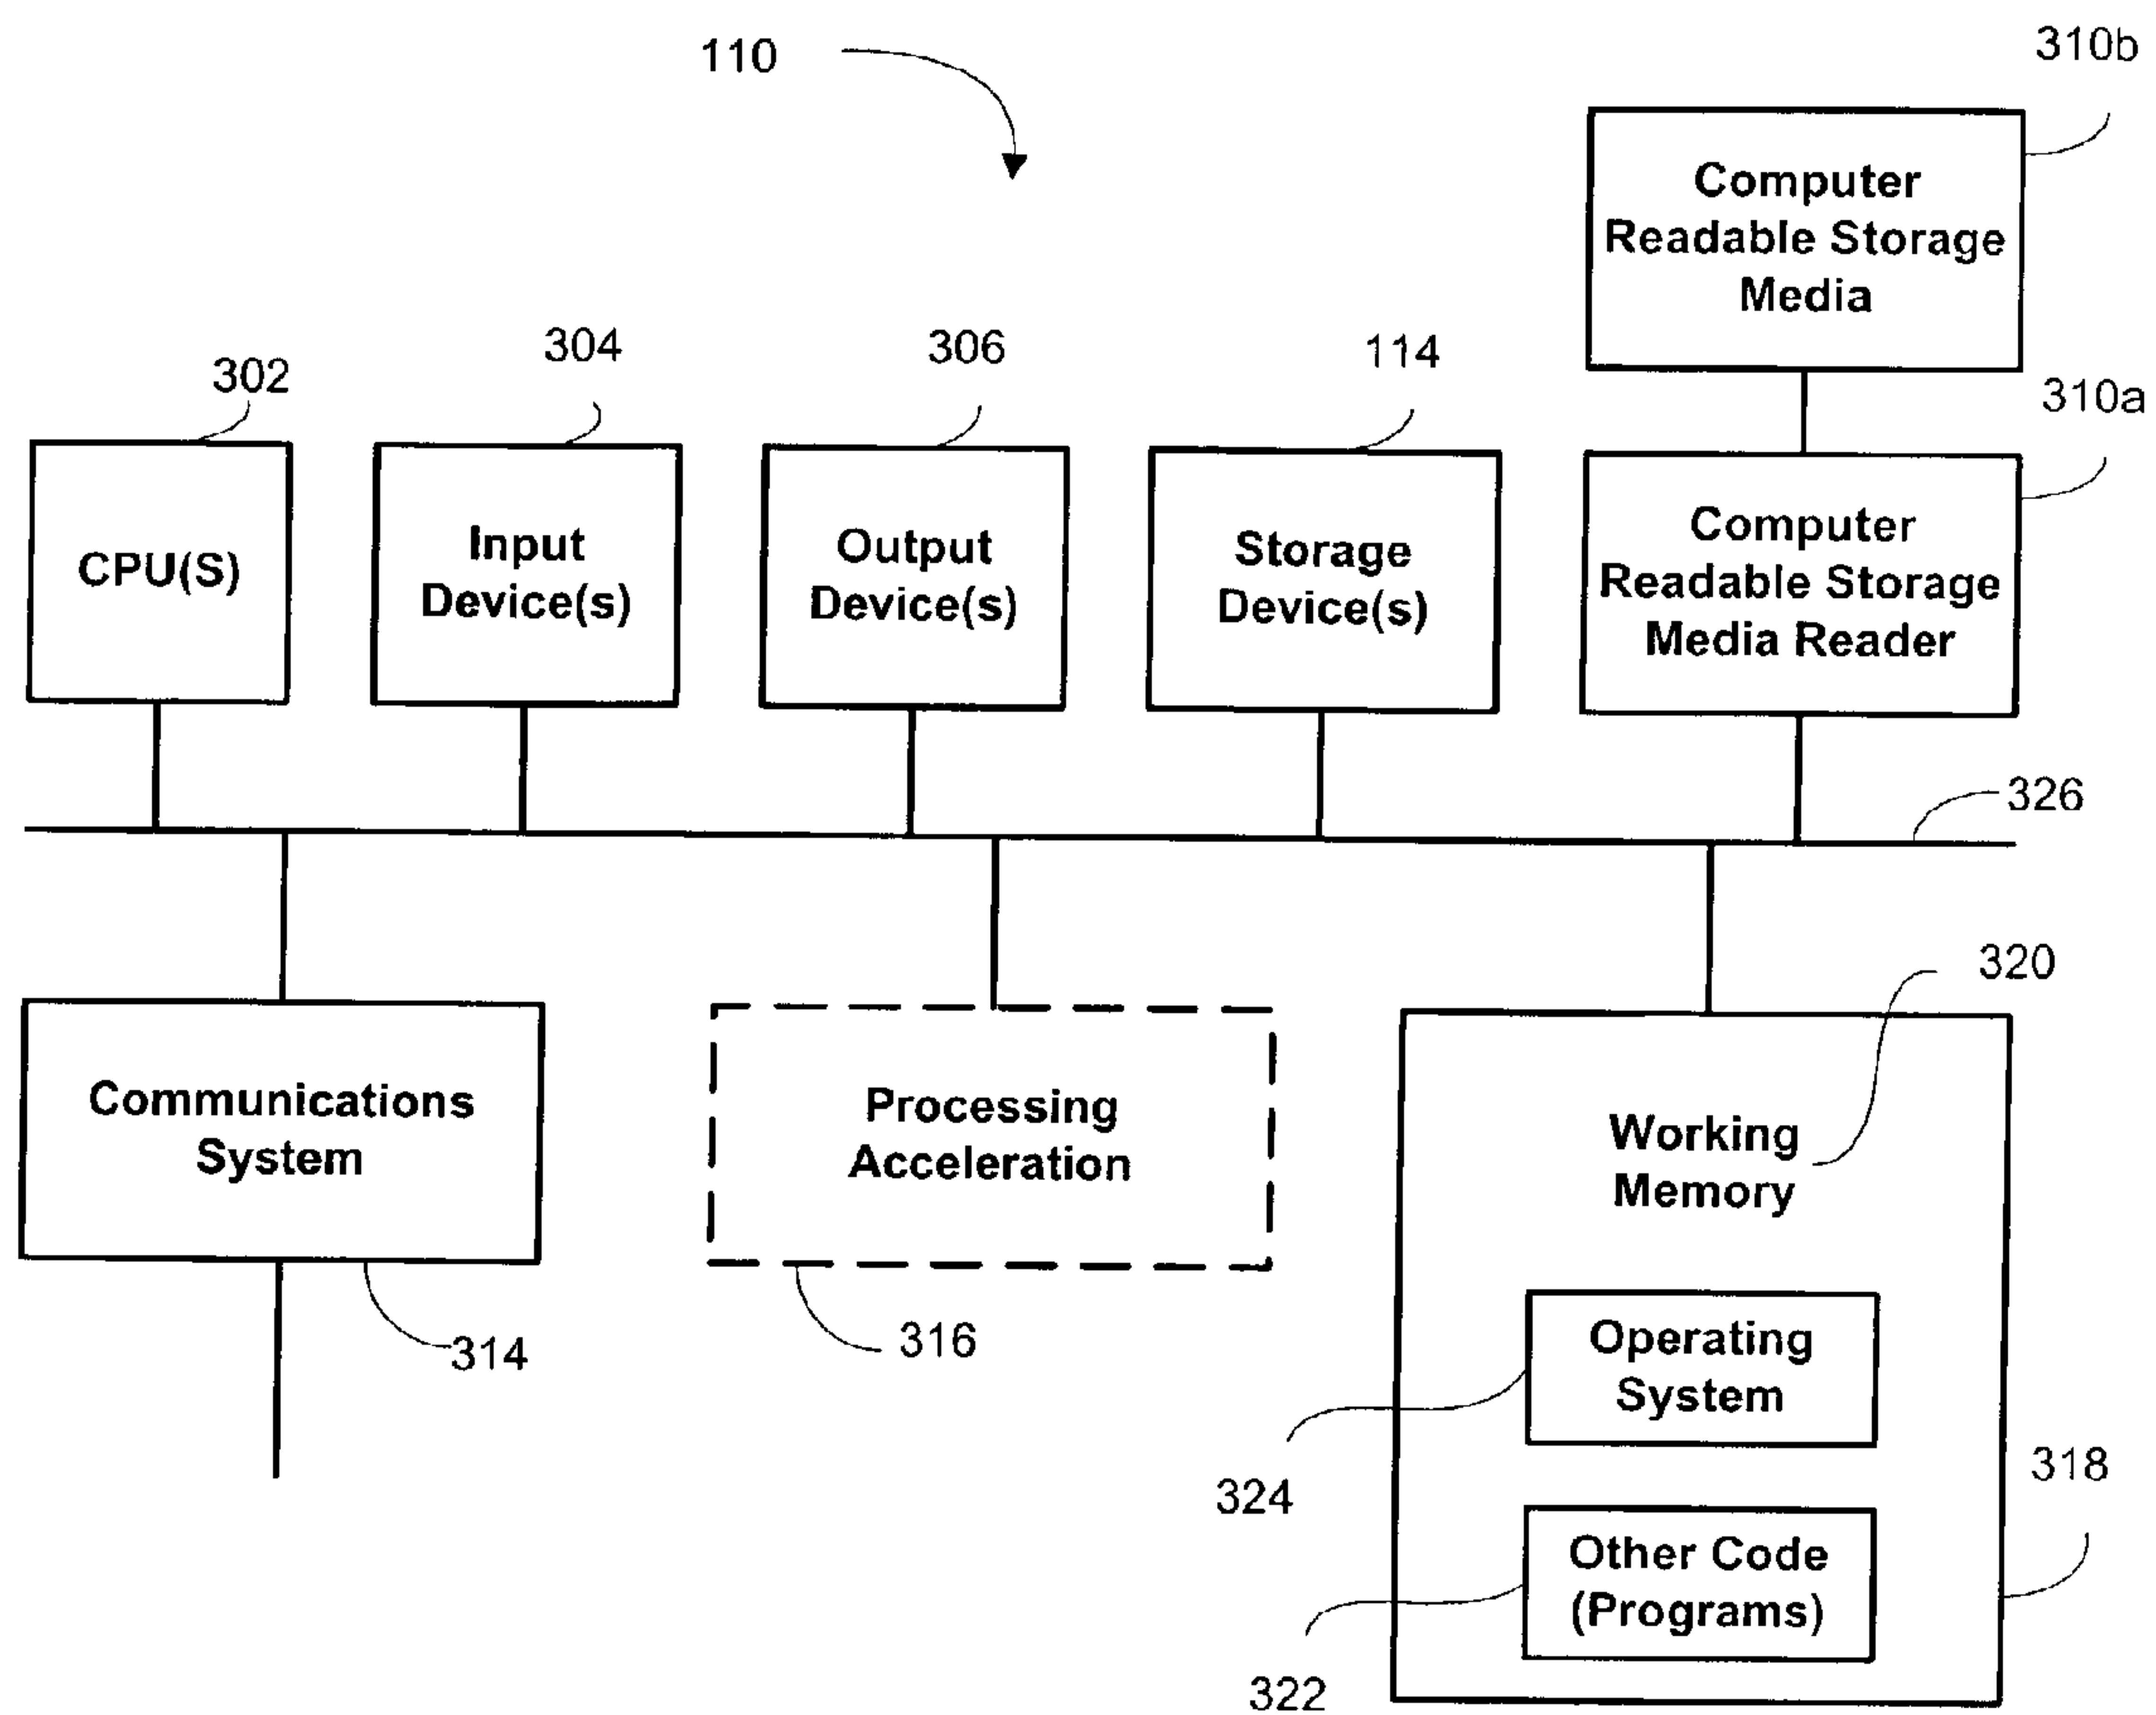 110
310b
Computer
Readable Storage
Media
302
304
306
114
310a
CPU(S)
Input
Device(s)
Output
Device(s)
Storage
Device(s)
Computer
Readable Storage
Media Reader
326
320
Communications
System
Processing
Acceleration
Working
Memory
314
316
Operating
System
324
318
Other Code
(Programs)
322